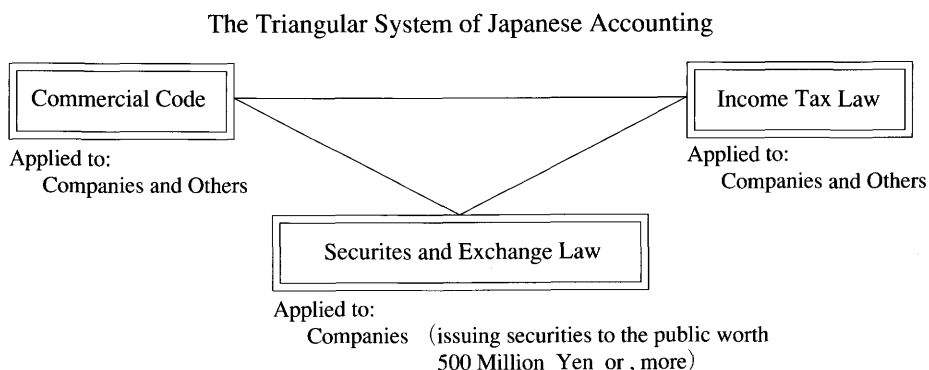 The Triangular System of Japanese Accounting
Commercial Code
Income Tax Law
Applied to:
Companies and Others
Applied to:
Companies and Others
Securites and Exchange Law
Applied to:
Companies (issuing securities to the public worth
500 Million Yen or , more)